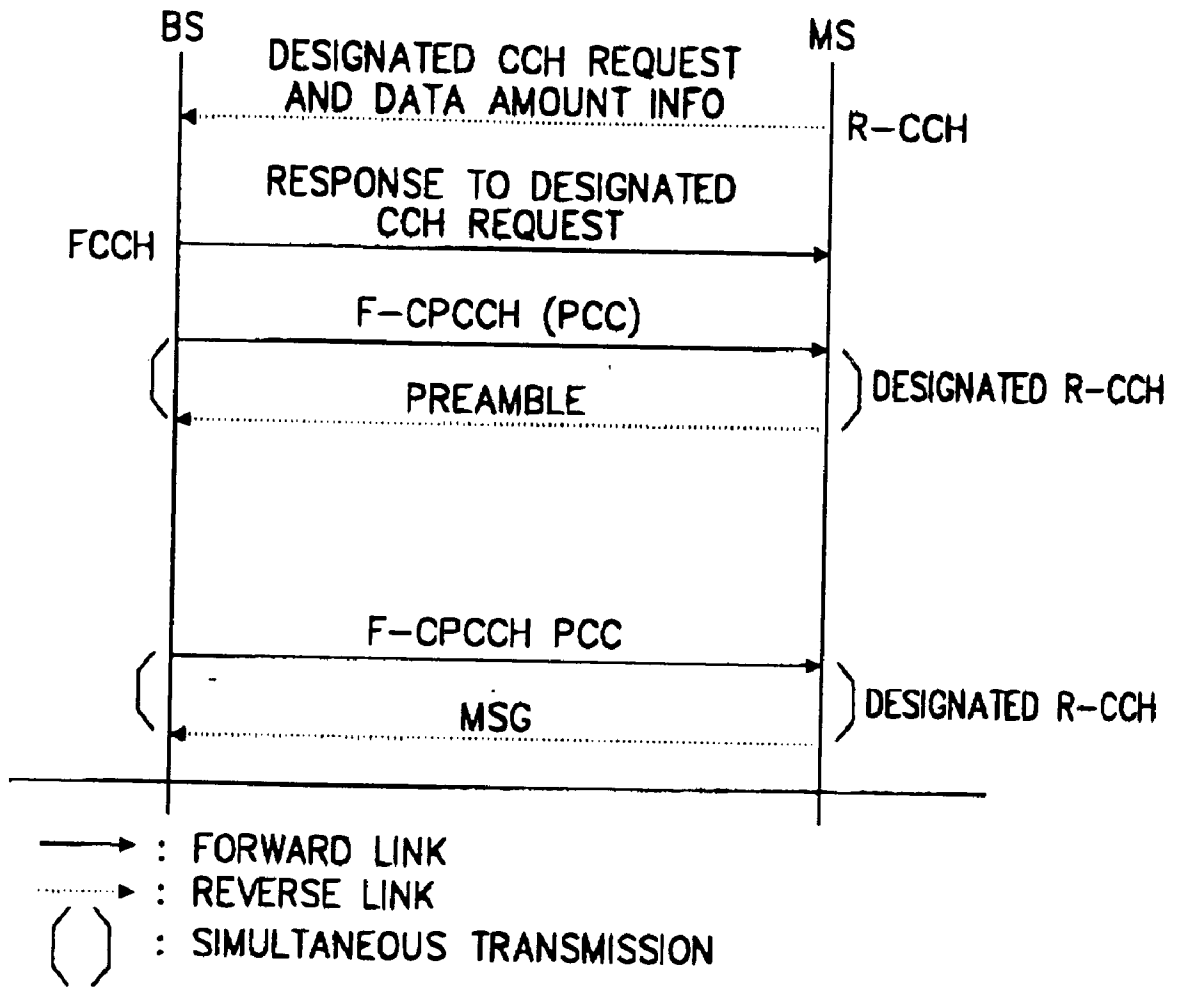 BS
MS
DESIGNATED CCH REQUEST
AND DATA AMOUNT INFO
R-CCH
RESPONSE TO DESIGNATED
CCH REQUEST
FCCH
F-CPCCH (PCC)
DESIGNATED R-CCH
PREAMBLE
F-CPCCH PCC
DESIGNATED R-CCH
MSG
: FORWARD LINK
: REVERSE LINK
( ) : SIMULTANEOUS TRANSMISSION